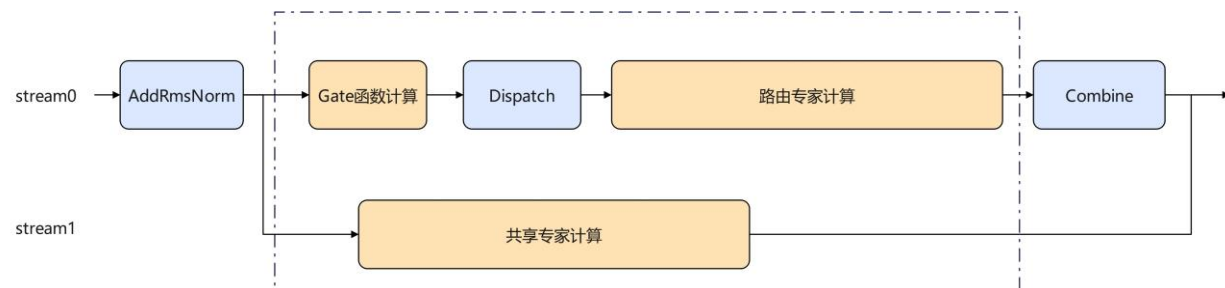 stream0
AddRmsNorm
Gate函数计算
Dispatch
路由专家计算
Combine
stream1
共享专家计算